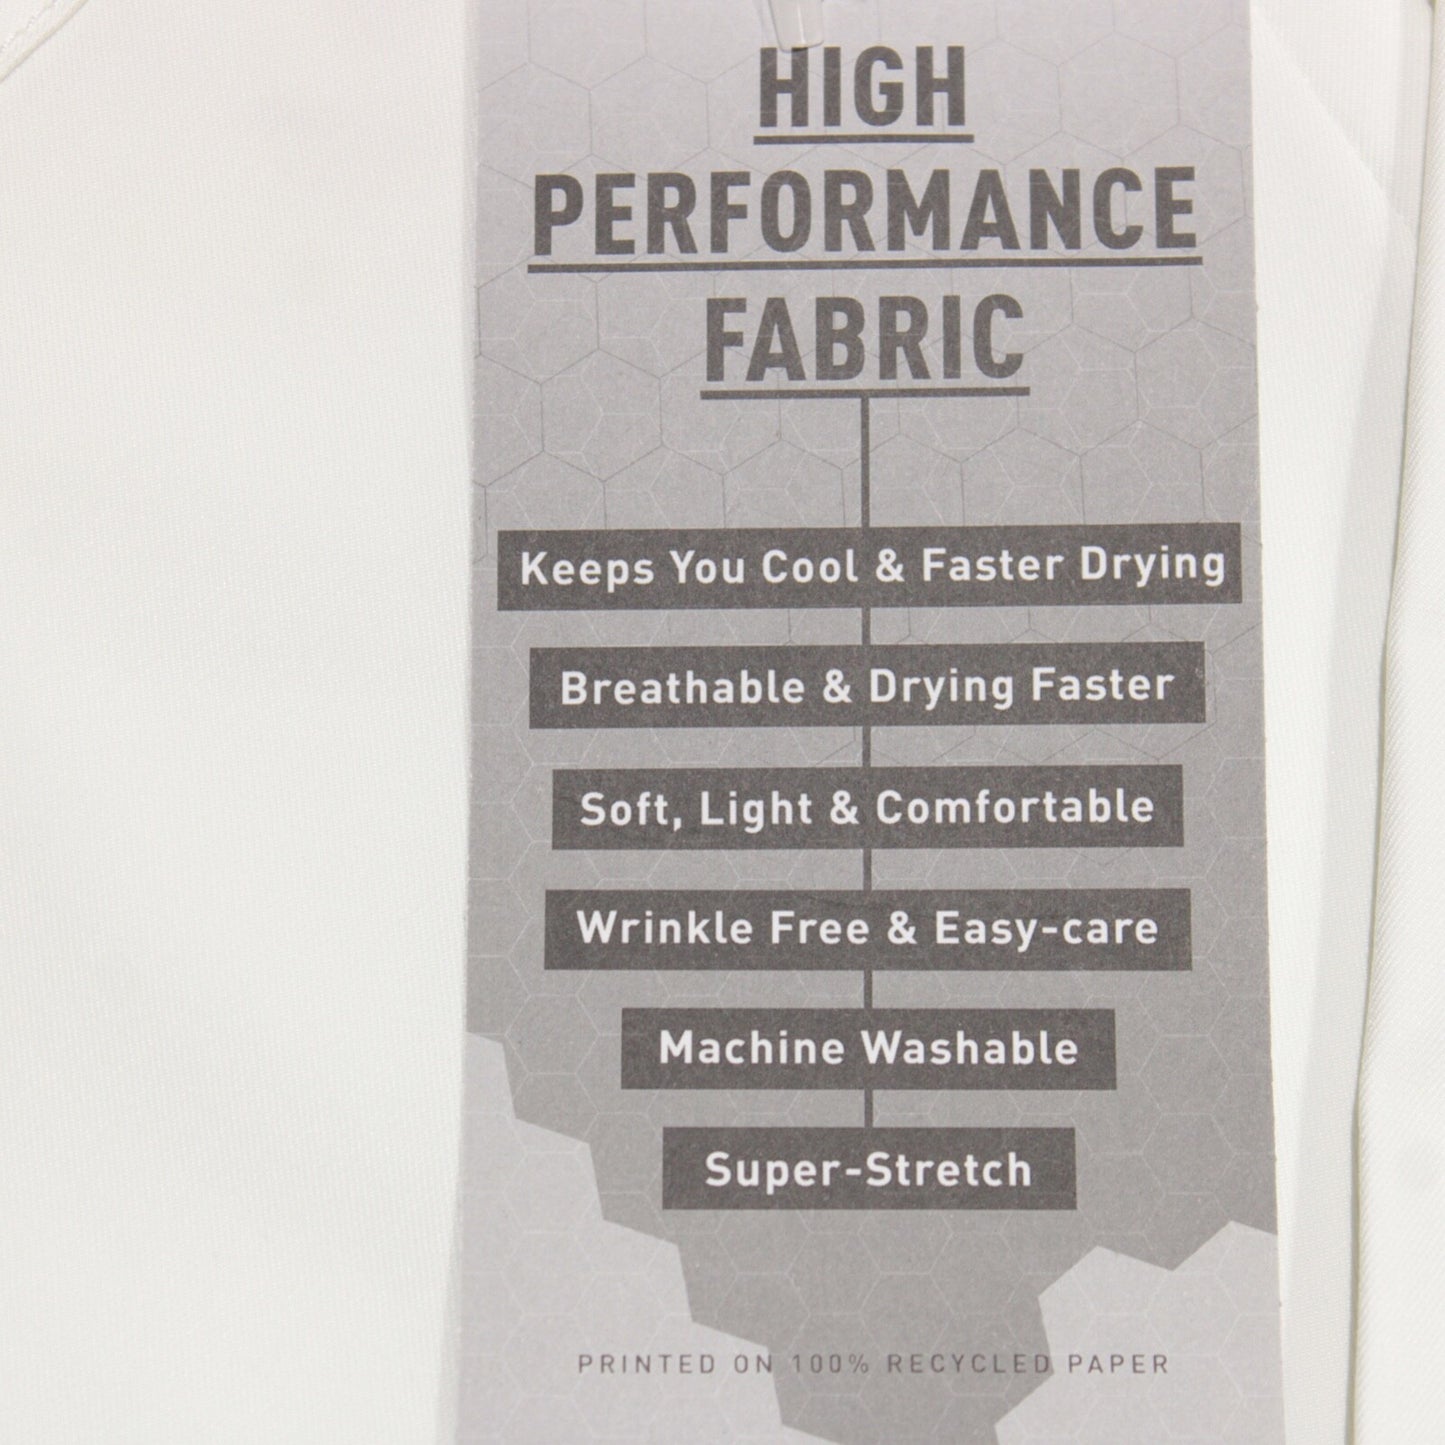 HIGH
PERFORMANCE
FABRIC
Keeps You Cool & Faster Drying
Breathable & Drying Faster
Soft, Light & Comfortable
Wrinkle Free & Easy-care
Machine Washable
Super-Stretch
PRINTED ON 100% RECYCLED PAPER